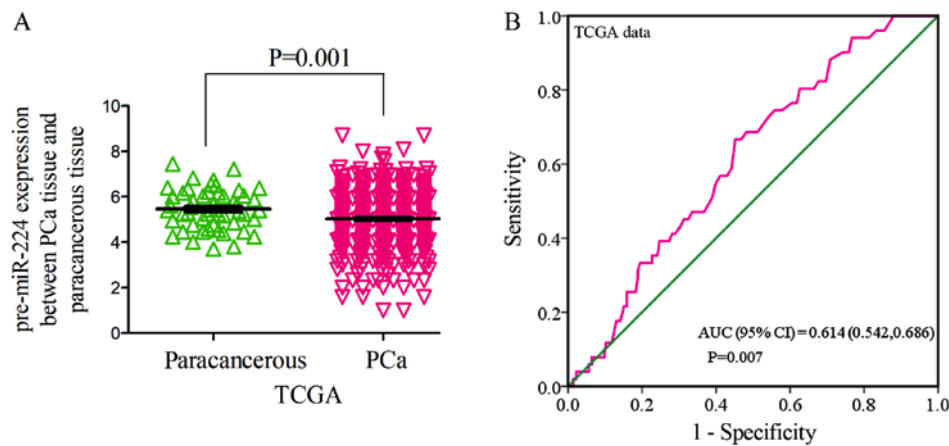 A
P=0.001
pre-miR-224 exepression
between PCa tissue and
paracancerous tissue
10
8
6
4
2
0
Paracancerous
PCa
TCGA
B
TCGA data
Sensitivity
1.0
0.8
0.6
0.4
0.2
0.0
AUC (95% CI) = 0.614 (0.542,0.686)
P=0.007
0.0 0.2 0.4 0.6 0.8 1.0
1 - Specificity